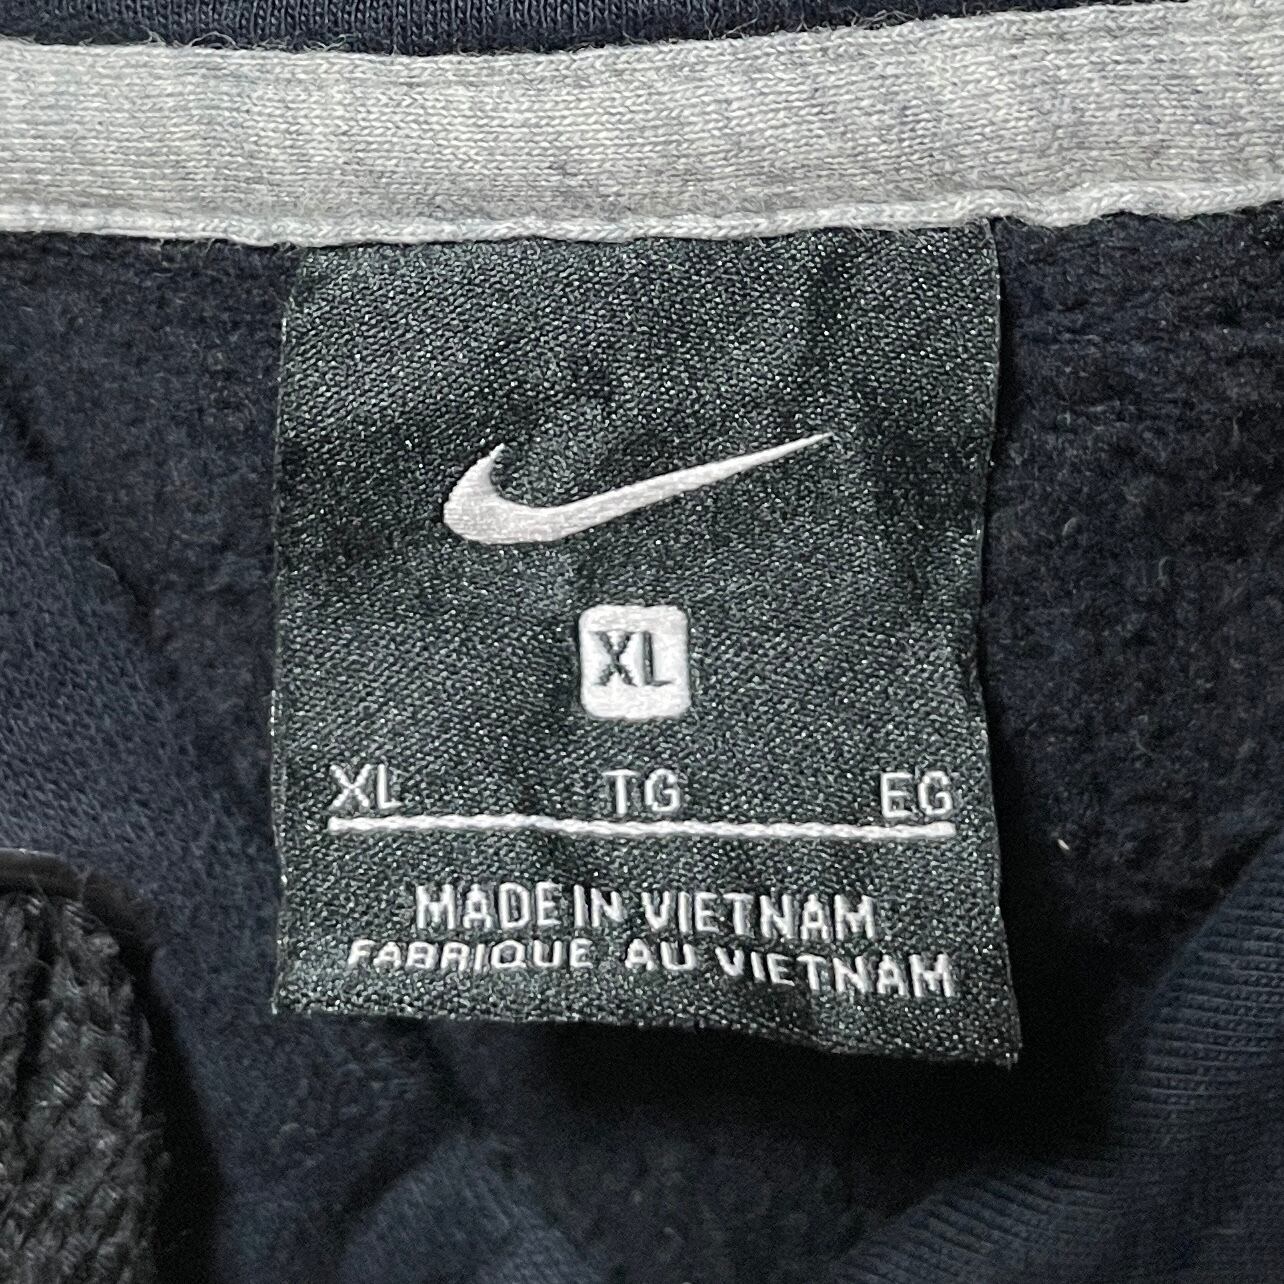 XL
XL TG EG
MADE IN VIETNAM
FABRIQUE AU VIETNAM